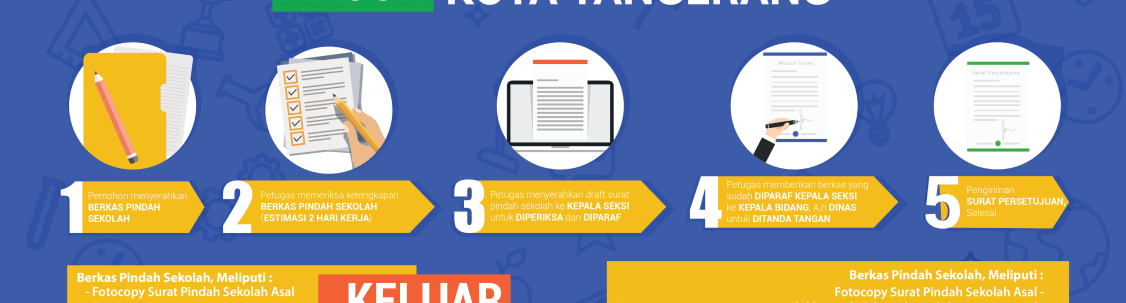 KOTA TANGERANG
15
Mutasi Siswa
Surat Persetujuan
1
Pemohon menyerahkan
BERKAS PINDAH
SEKOLAH
2
Petugas memeriksa kelengkapan
BERKAS PINDAH SEKOLAH
(ESTIMASI 2 HARI KERJA)
3
Petugas menyerahkan draft surat
pindah sekolah ke KEPALA SEKSI
untuk DIPERIKSA dan DIPARAF
4
Petugas memberikan berkas yang
sudah DIPARAF KEPALA SEKSI
ke KEPALA BIDANG, A.n DINAS
untuk DITANDA TANGAN
5
Pengiriman
SURAT PERSETUJUAN,
Selesai
Berkas Pindah Sekolah, Meliputi :
- Fotocopy Surat Pindah Sekolah Asal
KELUAR
Berkas Pindah Sekolah, Meliputi :
Fotocopy Surat Pindah Sekolah Asal -